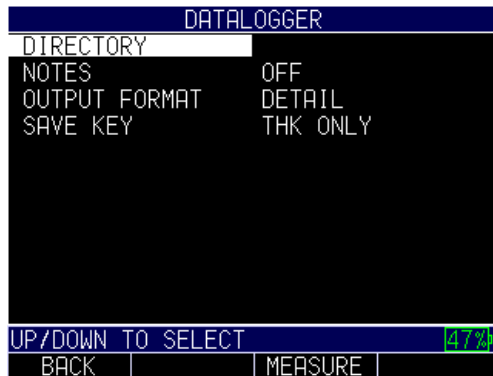 DATALOGGER
DIRECTORY
NOTES OFF
OUTPUT FORMAT DETAIL
SAVE KEY THK ONLY
UP/DOWN TO SELECT 47%
BACK MEASURE